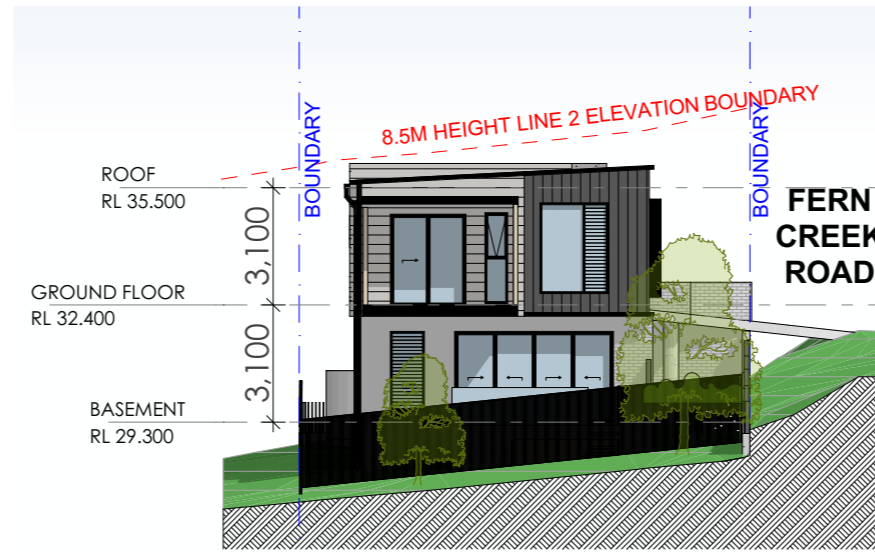 8.5M HEIGHT LINE 2 ELEVATION BOUNDARY
BOUNDARY
BOUNDARY
ROOF
RL 35.500
3,100
FERN
CREEK
ROAD
GROUND FLOOR
RL 32.400
3,100
BASEMENT
RL 29.300